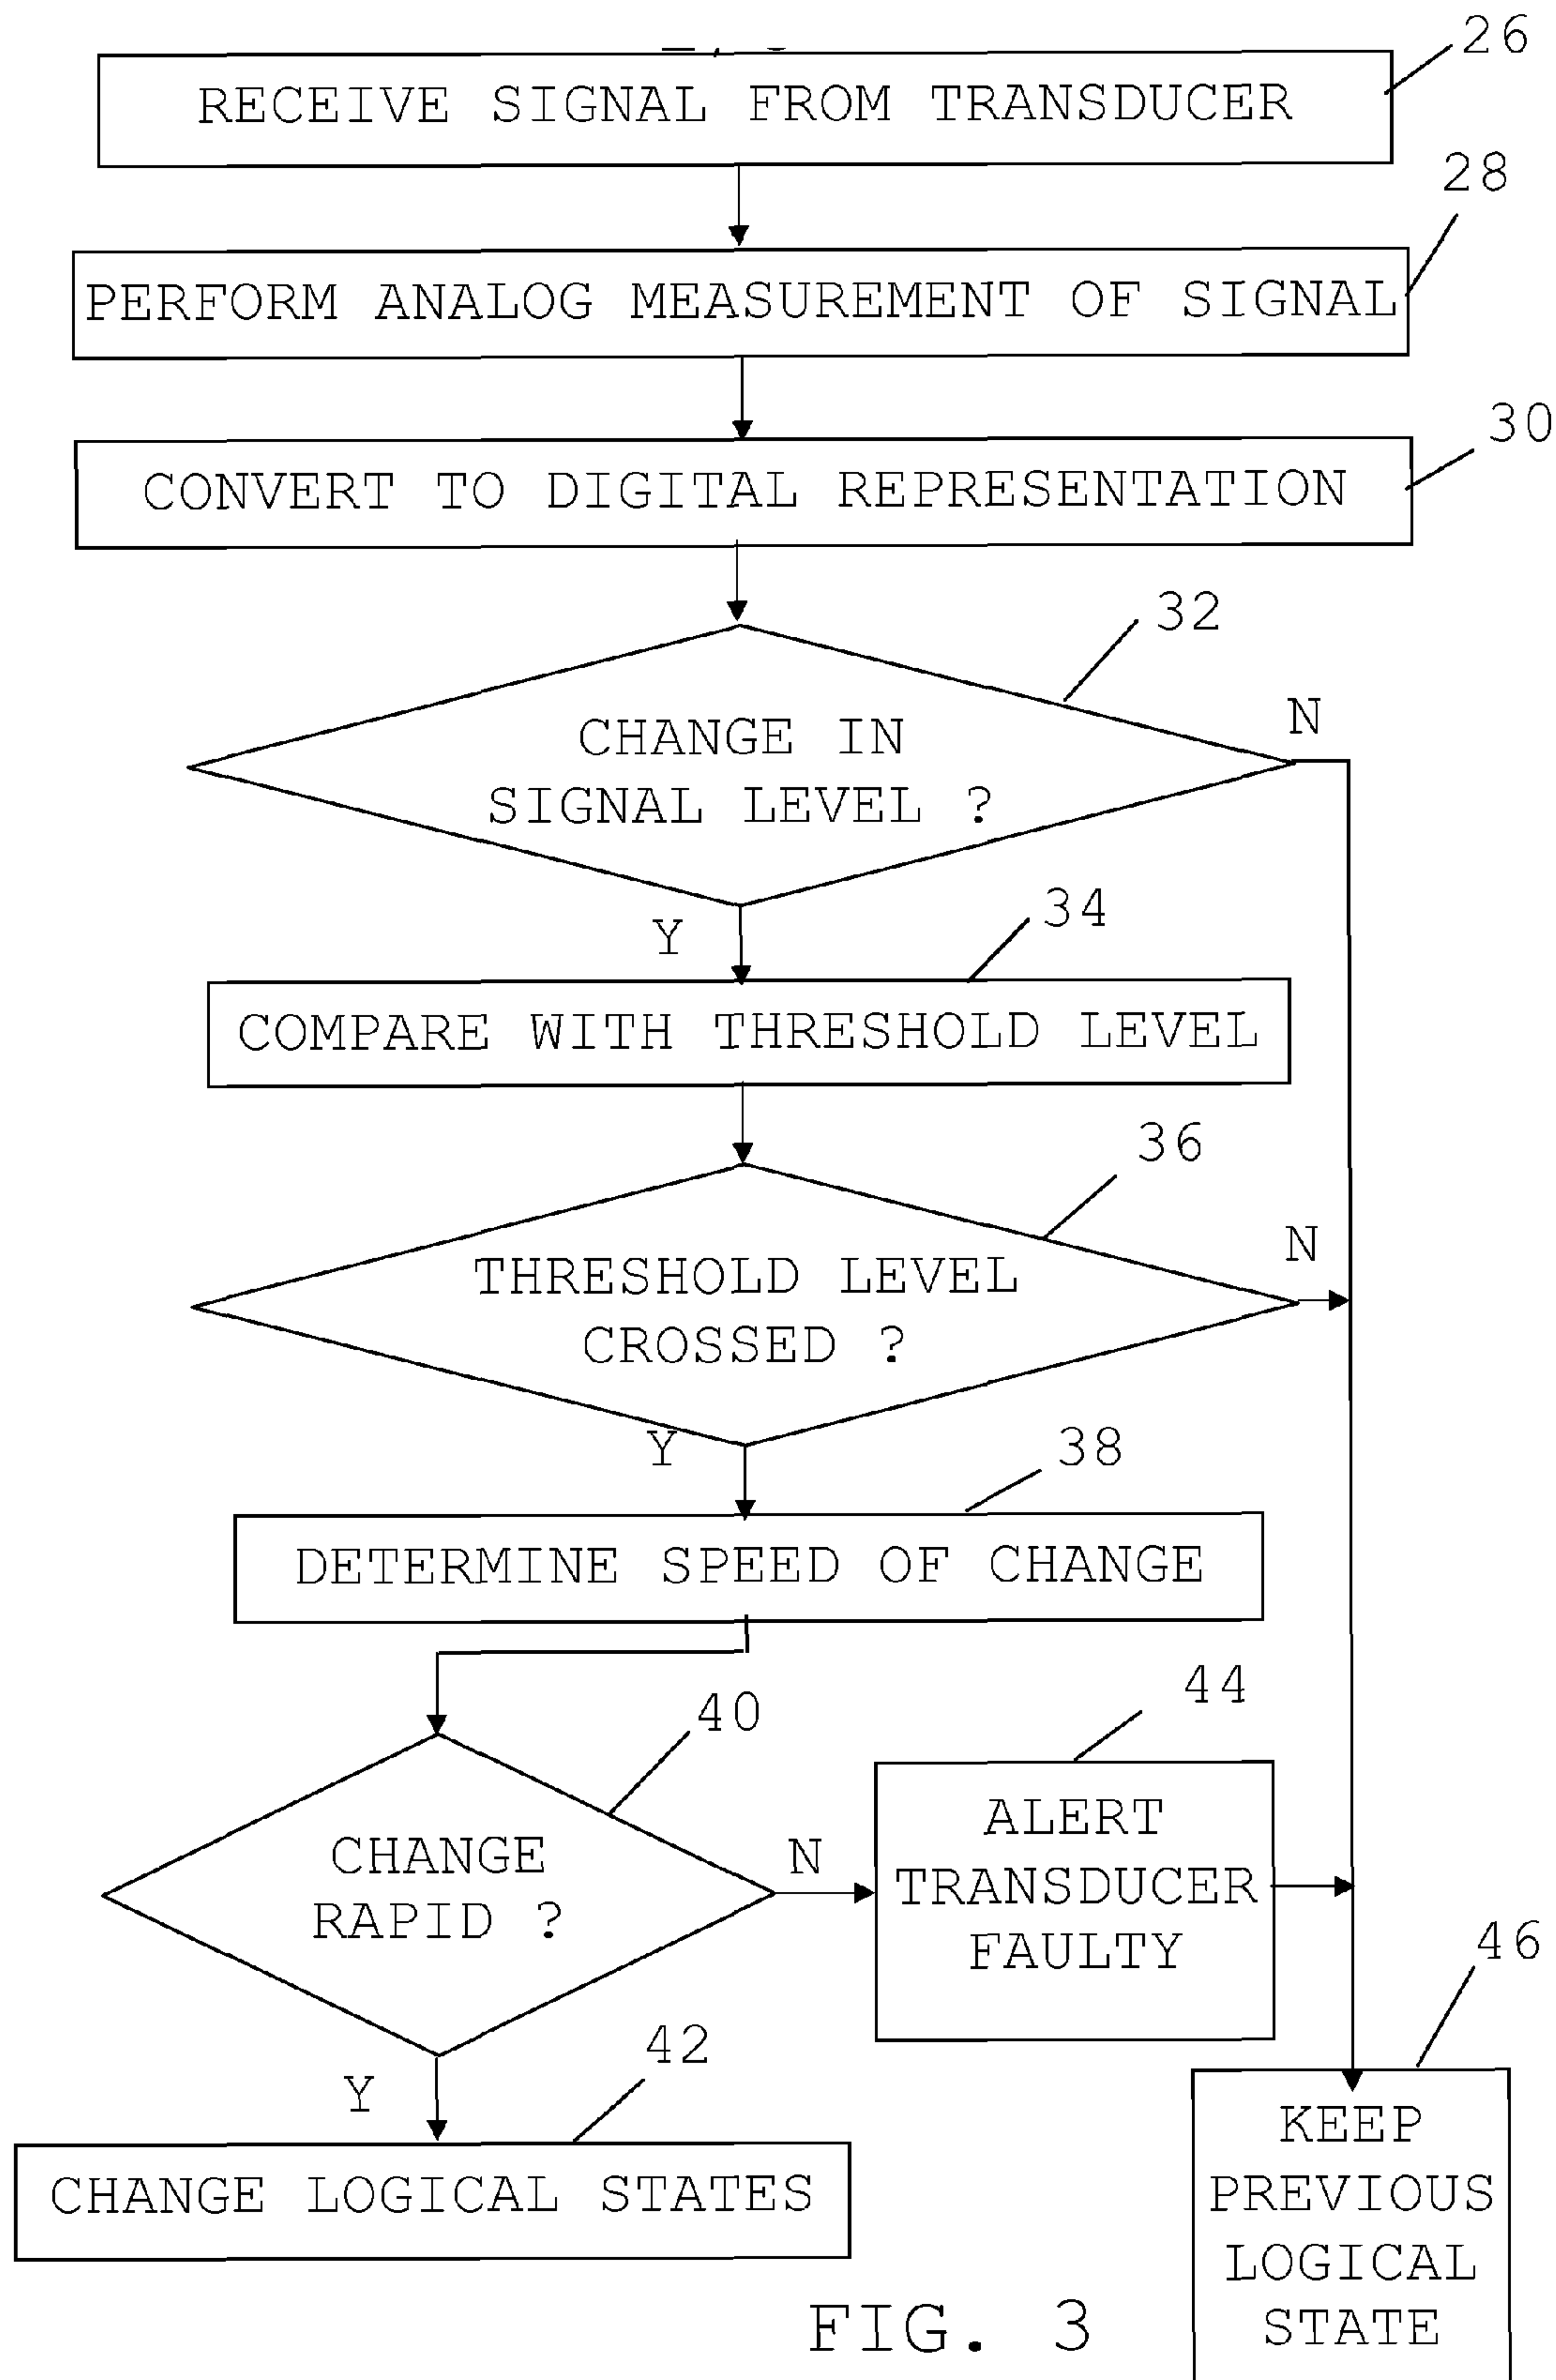 26
RECEIVE SIGNAL FROM TRANSDUCER
28
PERFORM ANALOG MEASUREMENT OF SIGNAL
30
CONVERT TO DIGITAL REPRESENTATION
32
CHANGE IN
SIGNAL LEVEL ?
N
Y
34
COMPARE WITH THRESHOLD LEVEL
36
THRESHOLD LEVEL
CROSSED ?
N
Y
38
DETERMINE SPEED OF CHANGE
40
CHANGE
RAPID ?
N
44
ALERT
TRANSDUCER
FAULTY
Y
42
CHANGE LOGICAL STATES
46
KEEP
PREVIOUS
LOGICAL
STATE
FIG. 3